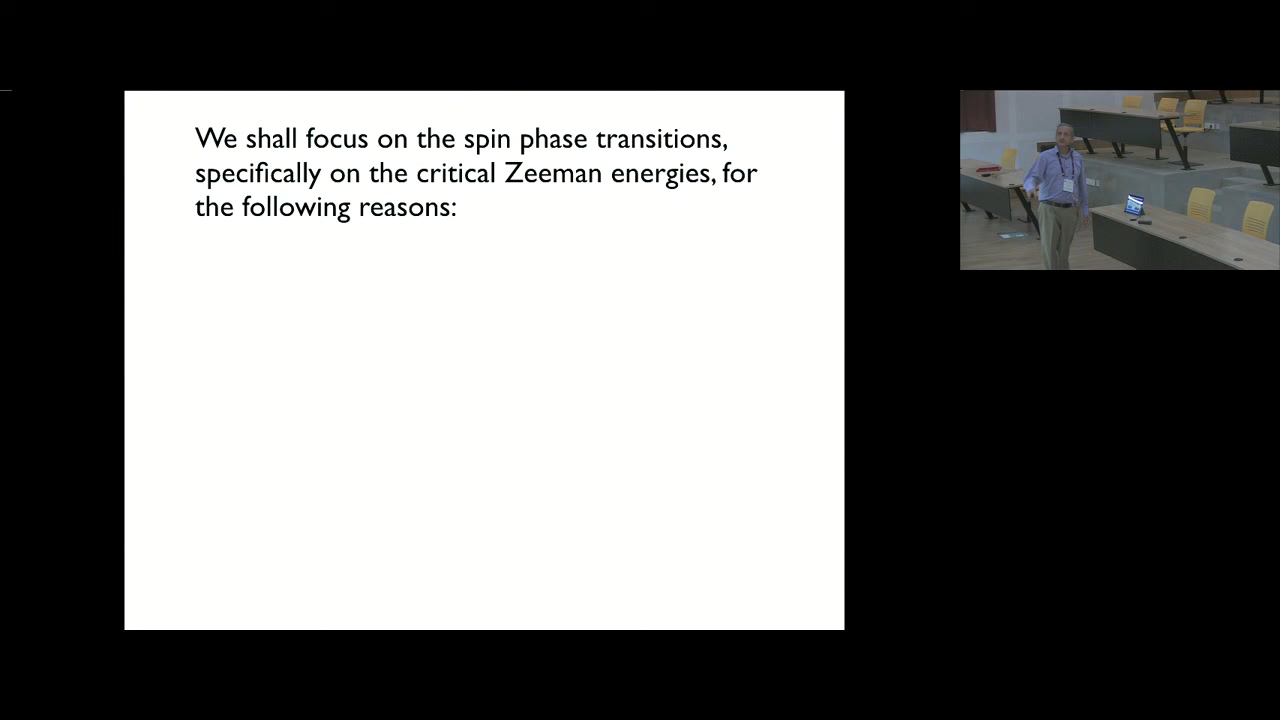 We shall focus on the spin phase transitions,
specifically on the critical Zeeman energies, for
the following reasons: